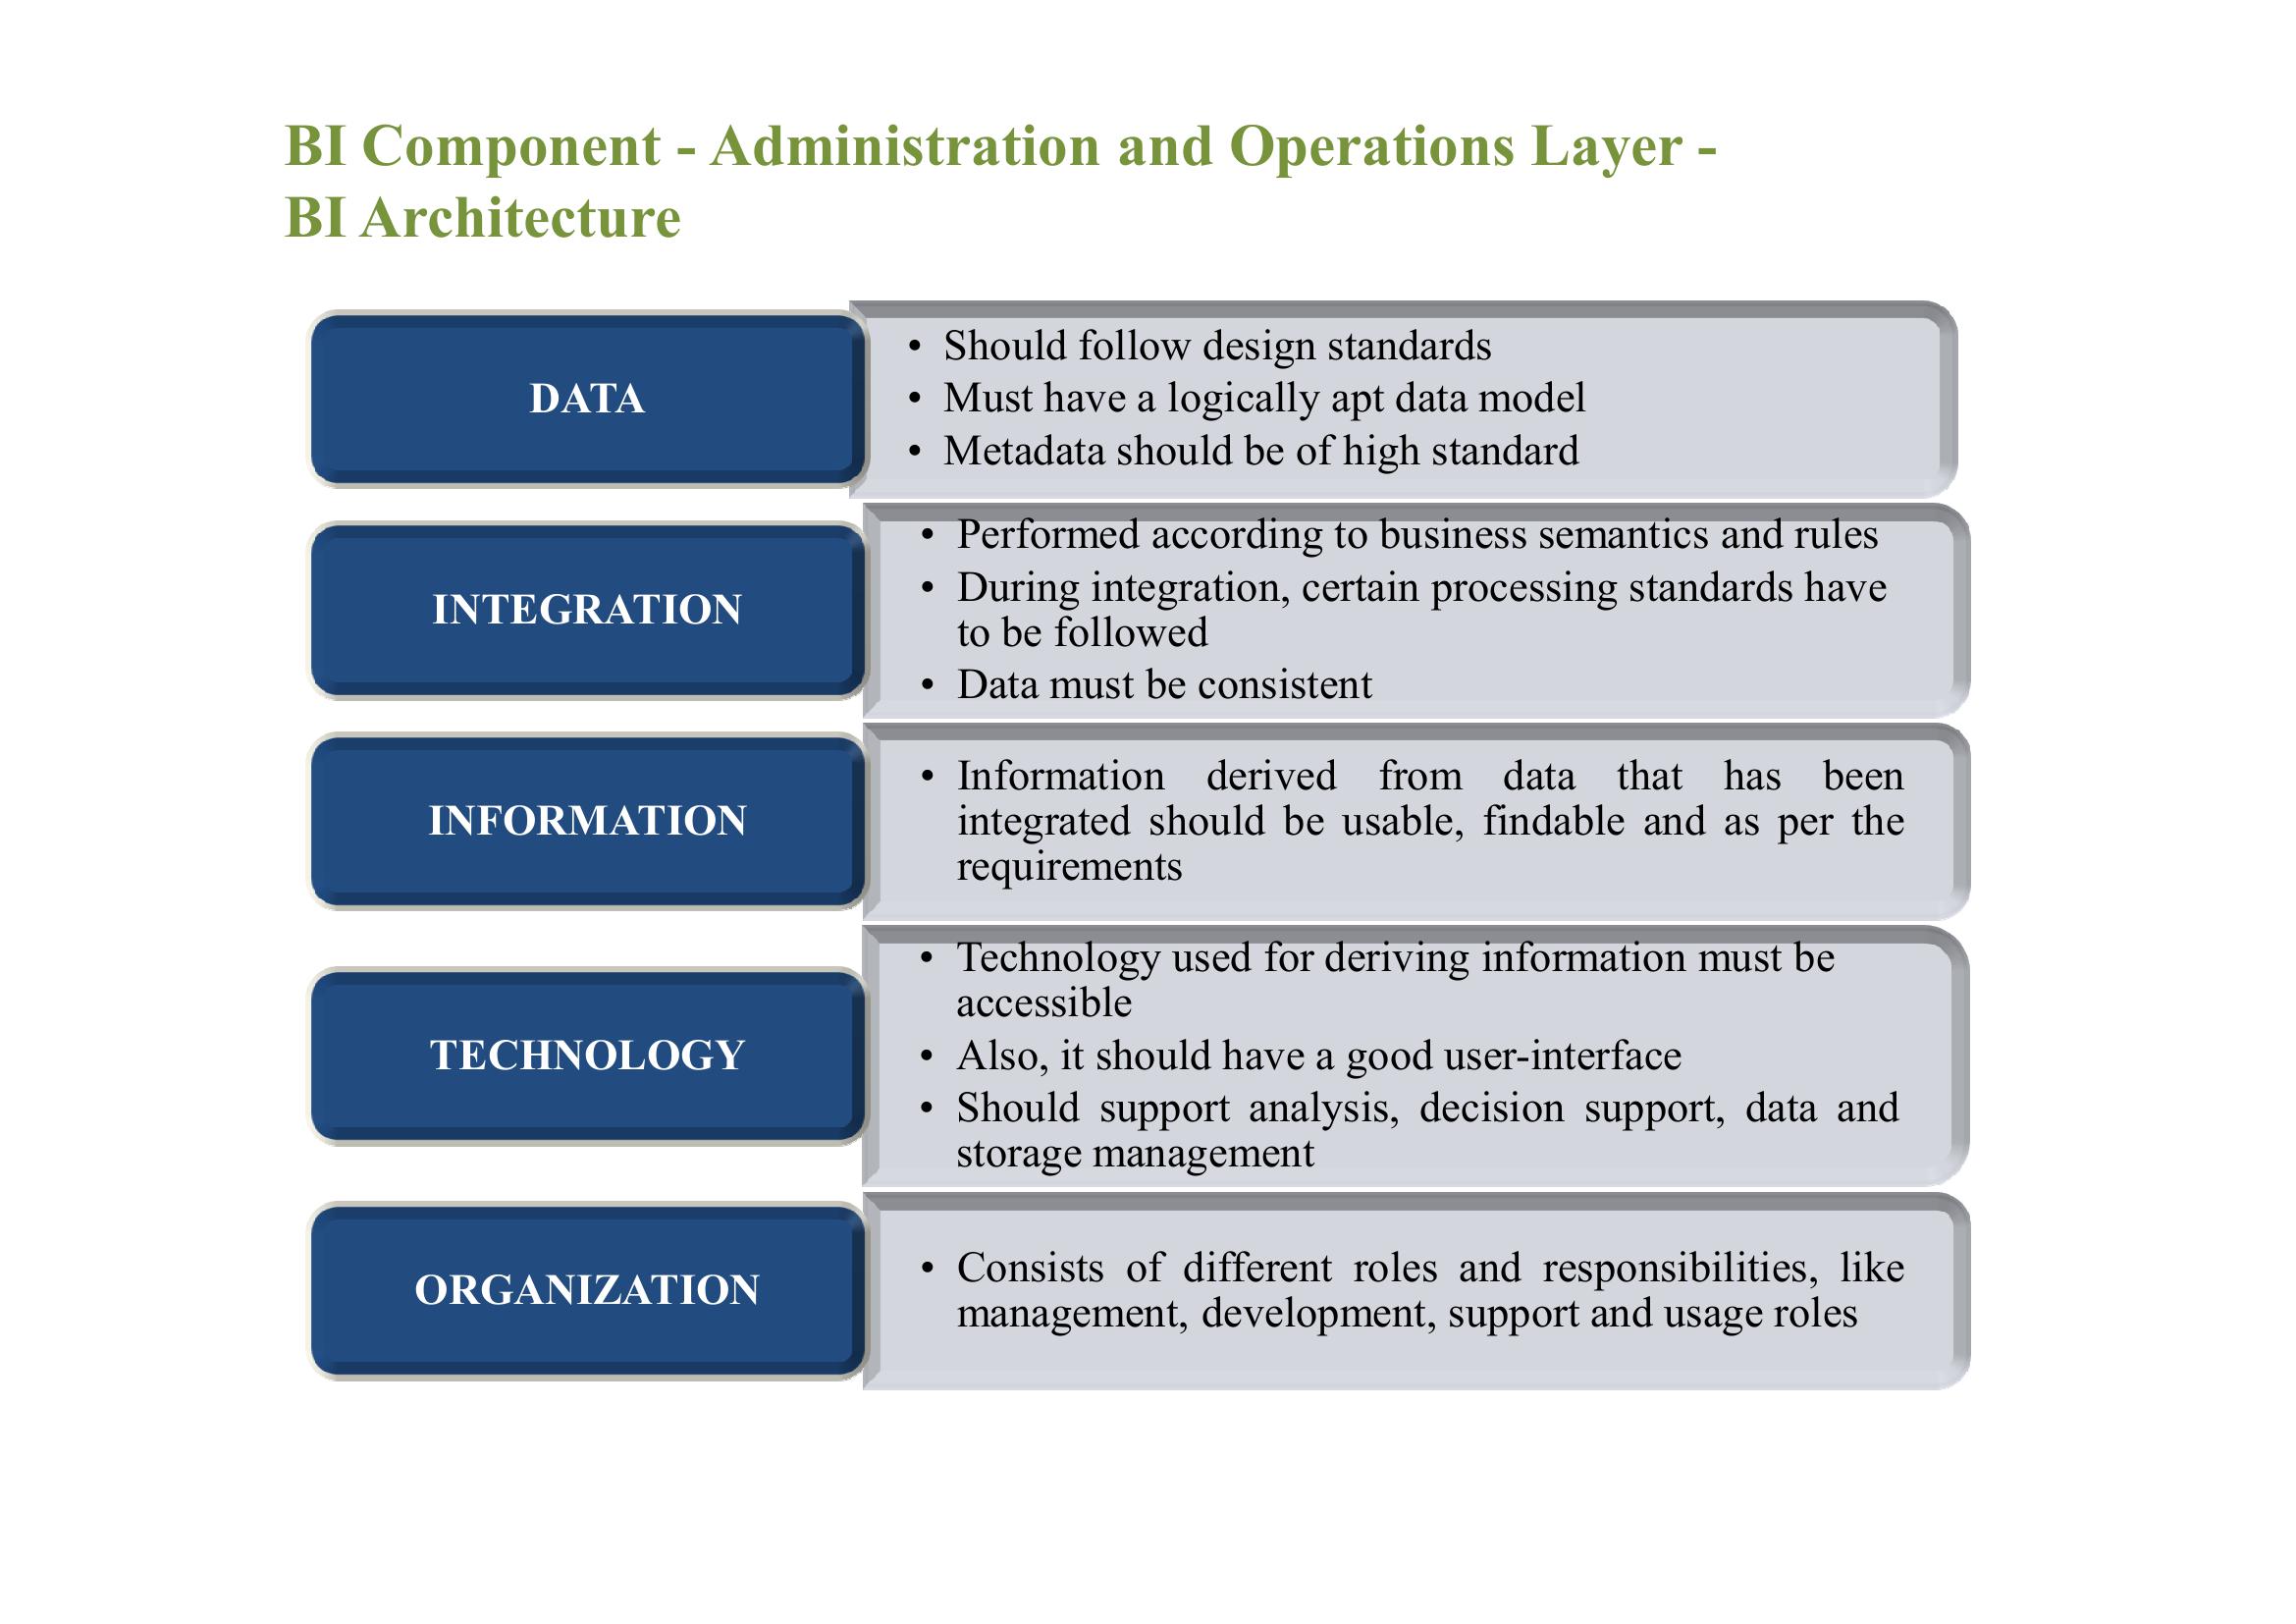 BI Component - Administration and Operations Layer -
BI Architecture
DATA
• Should follow design standards
• Must have a logically apt data model
• Metadata should be of high standard
INTEGRATION
• Performed according to business semantics and rules
• During integration, certain processing standards have
to be followed
• Data must be consistent
INFORMATION
• Information derived from data that has been
integrated should be usable, findable and as per the
requirements
TECHNOLOGY
• Technology used for deriving information must be
accessible
• Also, it should have a good user-interface
• Should support analysis, decision support, data and
storage management
ORGANIZATION
• Consists of different roles and responsibilities, like
management, development, support and usage roles